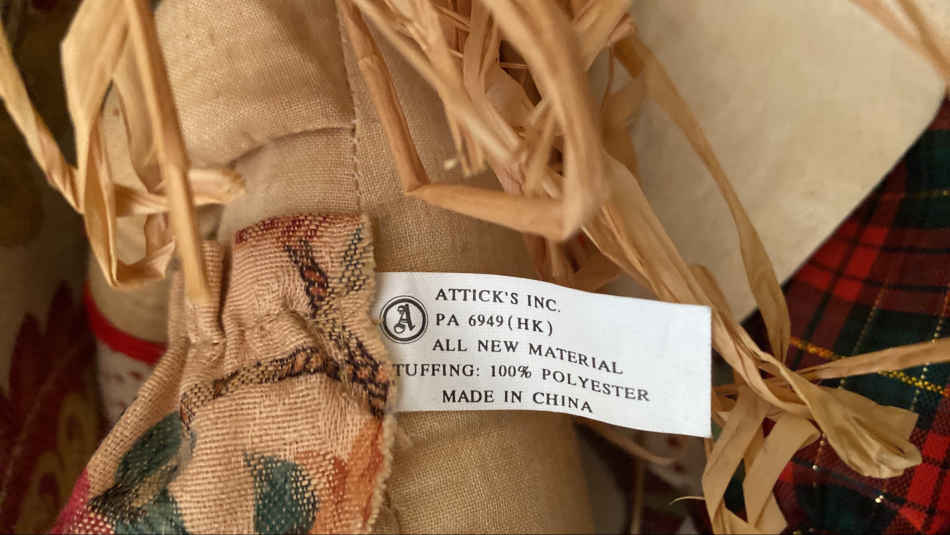 A
ATTICK'S INC.
PA 6949(HK)
ALL NEW MATERIAL
TUFFING: 100% POLYESTER
MADE IN CHINA